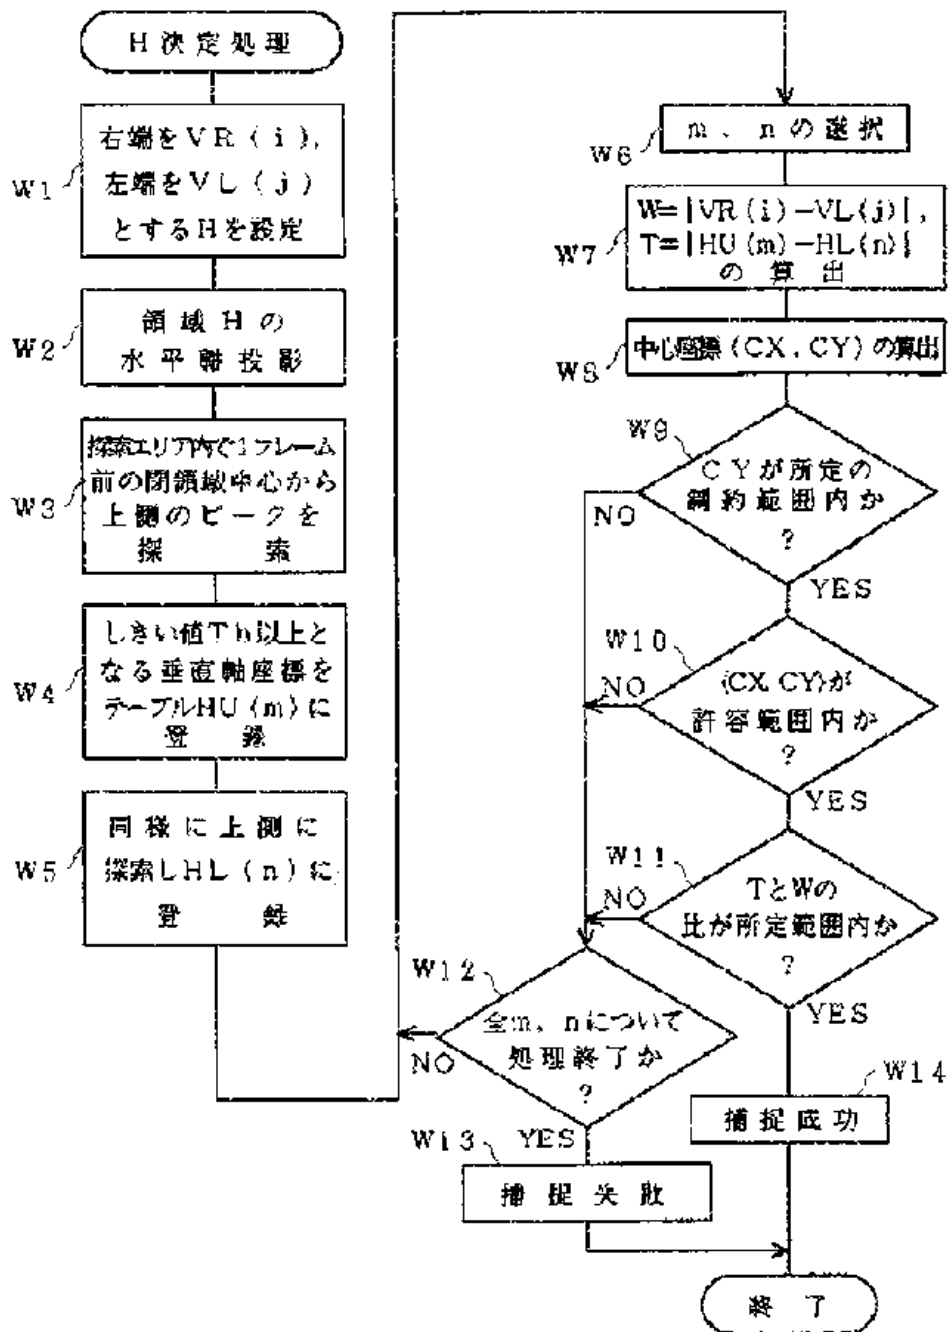 H決定処理
W1
右端をVR(i),
左端をVL(j)
とするHを設定
W2
領域Hの
水平軸投影
W3
探索エリア内で1フレーム
前の閉領域中心から
上側のピークを
探索
W4
しきい値Th以上と
なる垂直軸座標を
テーブルHU(m)に
登録
W5
同様に上側に
探索しHL(n)に
登録
W6
m、nの選択
W7
W=|VR(i)-VL(j)|,
T=|HU(m)-HL(n)|
の算出
W8
中心座標(CX,CY)の算出
W9
CYが所定の
制約範囲内か
?
NO
YES
W10
(CX,CY)が
許容範囲内か
?
NO
YES
W11
TとWの
比が所定範囲内か
?
NO
YES
W12
全m、nについて
処理終了か
?
NO
YES
W13
捕捉失敗
W14
捕捉成功
終了